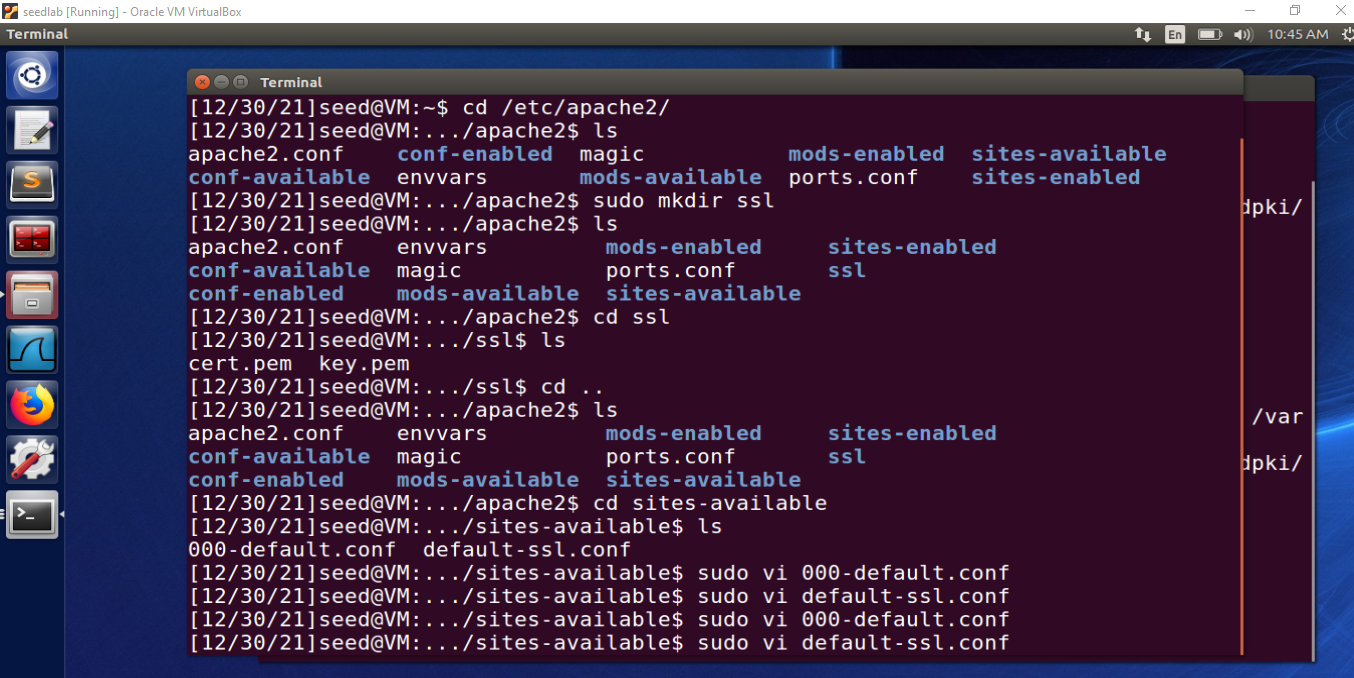 seedlab [Running] - Oracle VM VirtualBox
Terminal
En
10:45 AM
Terminal
[12/30/21]seed@VM:~$ cd /etc/apache2/
[12/30/21]seed@VM:.../apache2$ ls
apache2.conf    conf-enabled  magic           mods-enabled  sites-available
conf-available  envvars       mods-available  ports.conf    sites-enabled
[12/30/21]seed@VM:.../apache2$ sudo mkdir ssl
[12/30/21]seed@VM:.../apache2$ ls
apache2.conf    envvars         mods-enabled     sites-enabled
conf-available  magic           ports.conf       ssl
conf-enabled    mods-available  sites-available
[12/30/21]seed@VM:.../apache2$ cd ssl
[12/30/21]seed@VM:.../ssl$ ls
cert.pem  key.pem
[12/30/21]seed@VM:.../ssl$ cd ..
[12/30/21]seed@VM:.../apache2$ ls
apache2.conf    envvars         mods-enabled     sites-enabled
conf-available  magic           ports.conf       ssl
conf-enabled    mods-available  sites-available
[12/30/21]seed@VM:.../apache2$ cd sites-available
[12/30/21]seed@VM:.../sites-available$ ls
000-default.conf  default-ssl.conf
[12/30/21]seed@VM:.../sites-available$ sudo vi 000-default.conf
[12/30/21]seed@VM:.../sites-available$ sudo vi default-ssl.conf
[12/30/21]seed@VM:.../sites-available$ sudo vi 000-default.conf
[12/30/21]seed@VM:.../sites-available$ sudo vi default-ssl.conf
dpki/
/var
dpki/